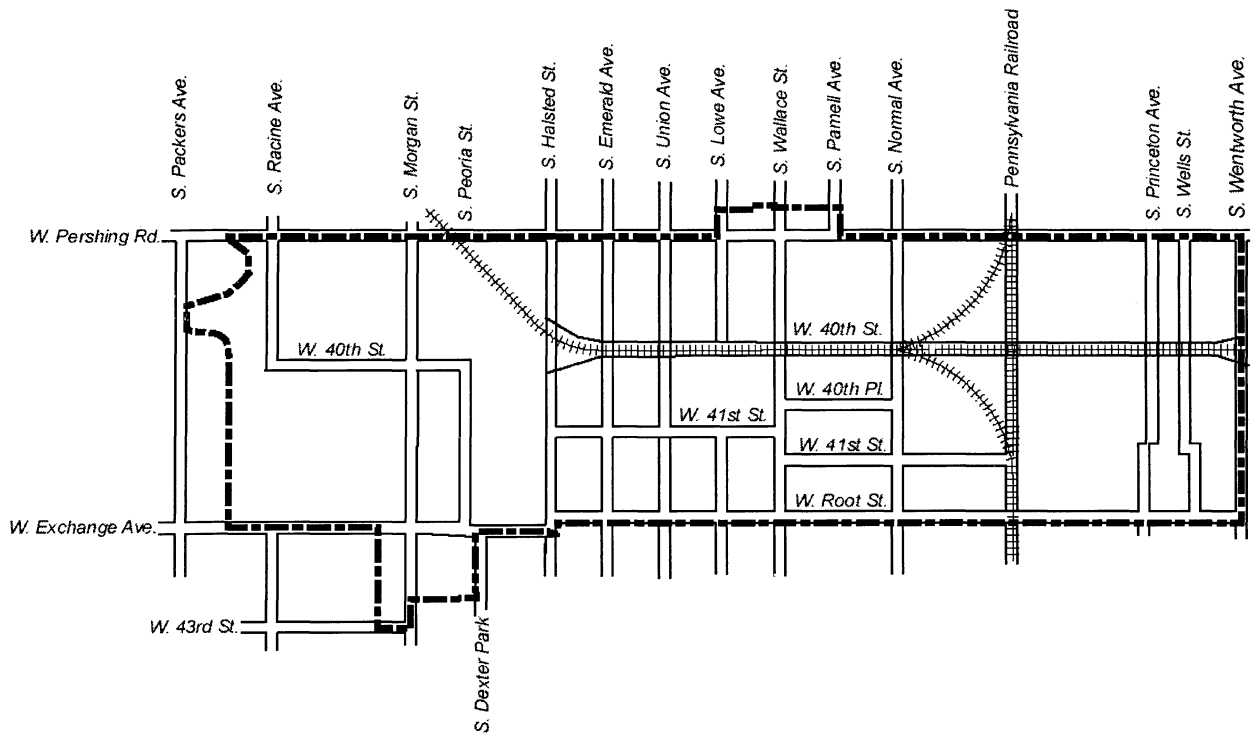 S. Packers Ave.
S. Racine Ave.
S. Morgan St.
S. Peoria St.
S. Halsted St.
S. Emerald Ave.
S. Union Ave.
S. Lowe Ave.
S. Wallace St.
S. Parnell Ave.
S. Normal Ave.
Pennsylvania Railroad
S. Princeton Ave.
S. Wells St.
S. Wentworth Ave.
W. Pershing Rd.
W. 40th St.
W. 40th St.
W. 40th Pl.
W. 41st St.
W. 41st St.
W. Root St.
W. Exchange Ave.
W. 43rd St.
S. Dexter Park